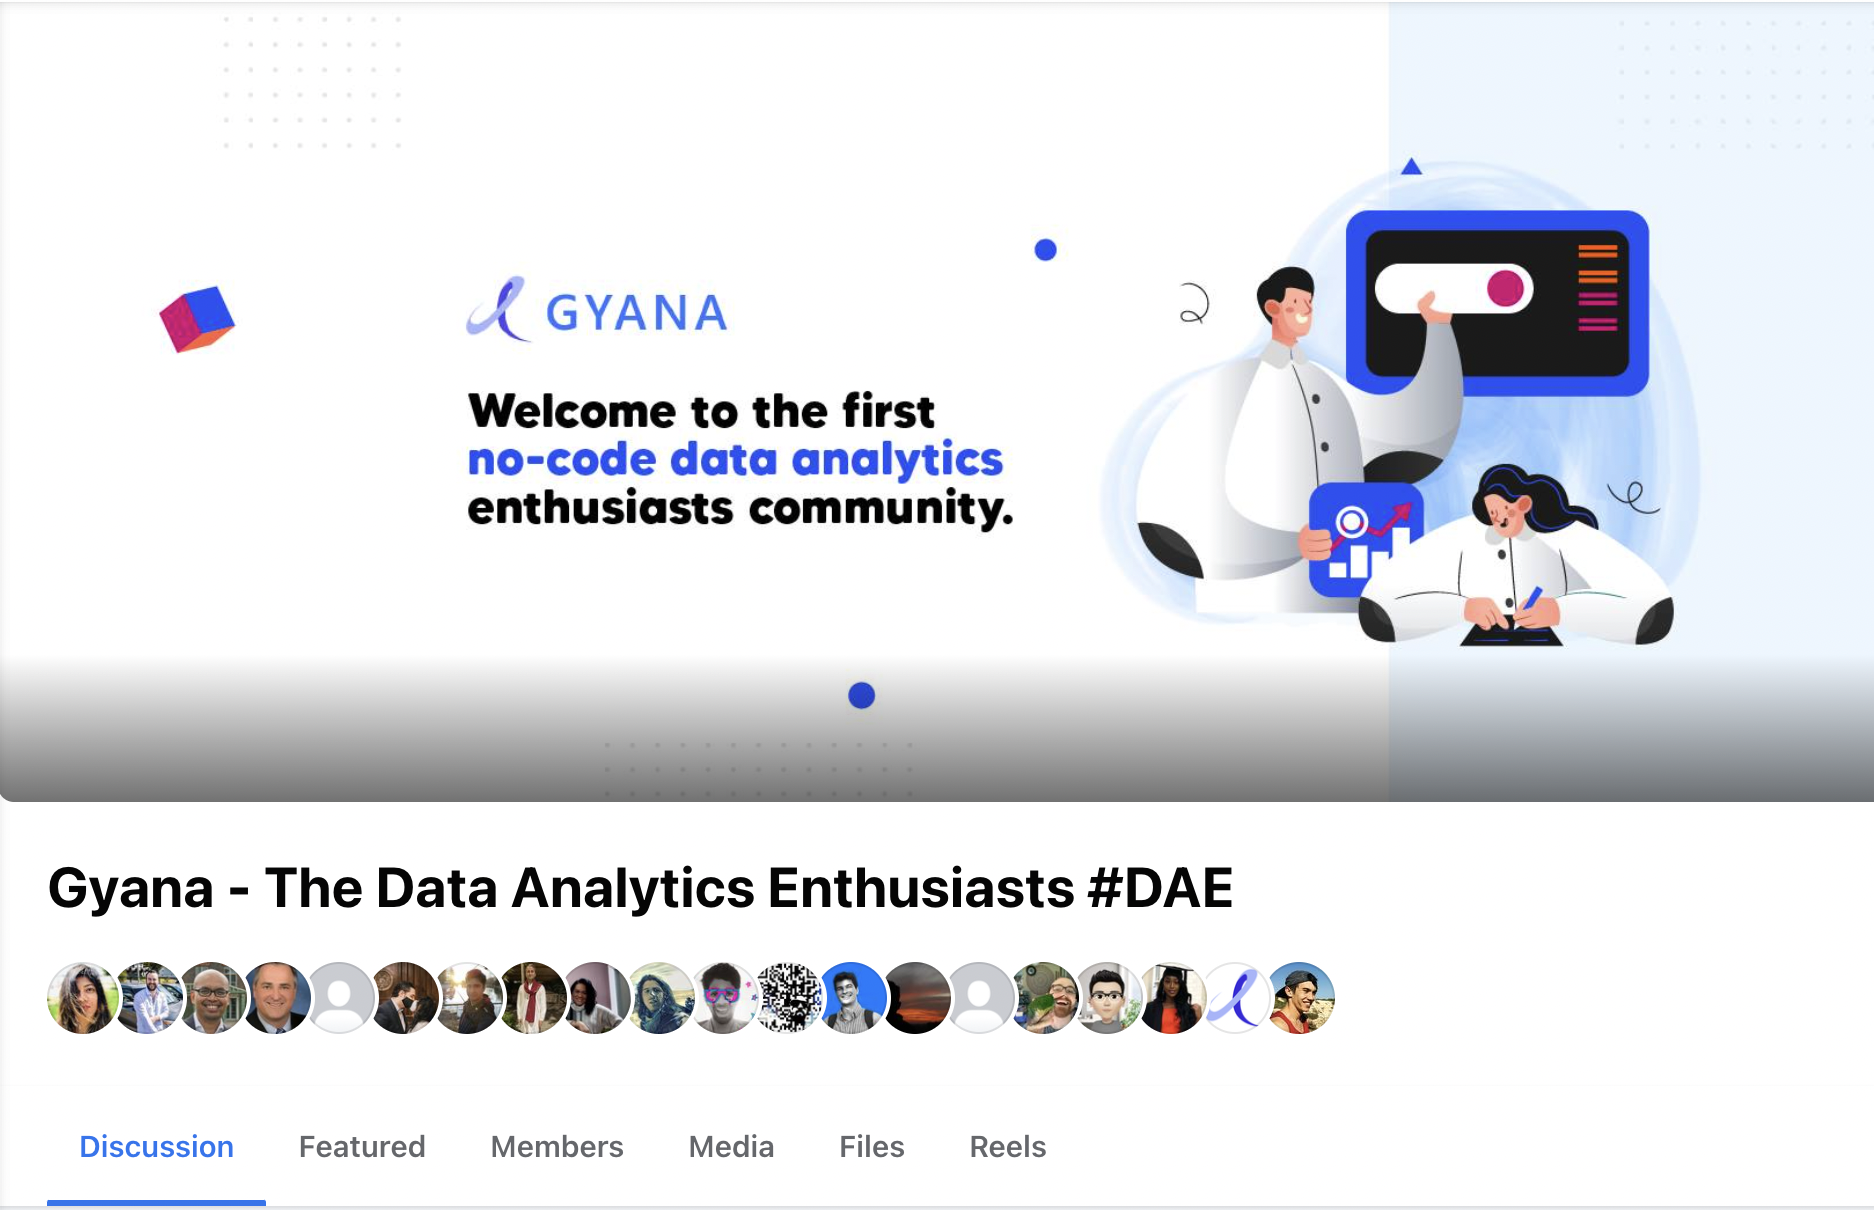 GYANA
Welcome to the first
no-code data analytics
enthusiasts community.
Gyana - The Data Analytics Enthusiasts #DAE
Discussion
Featured
Members
Media
Files
Reels